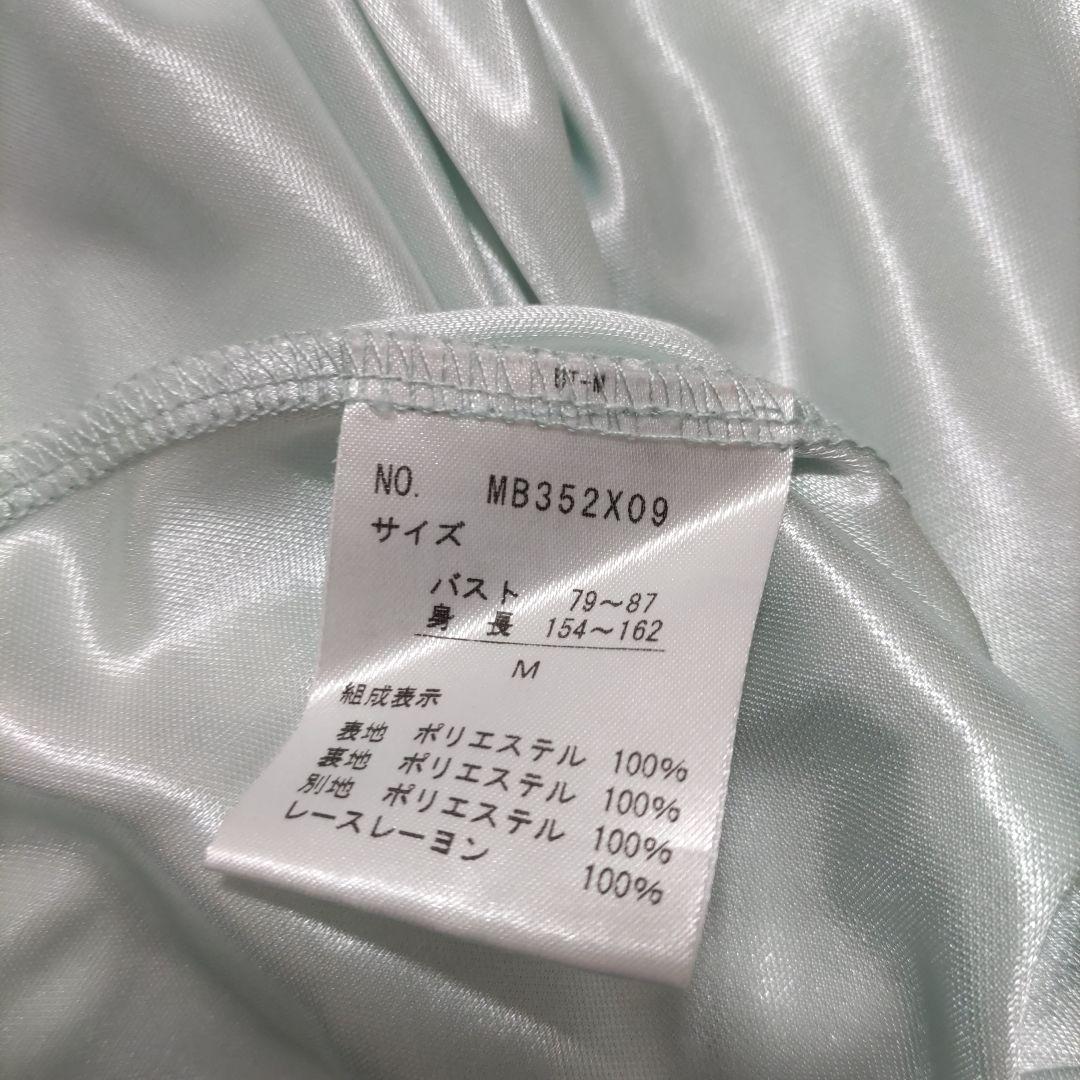 NO. MB352X09
サイズ
バスト 79～87
身長 154～162
M
組成表示
表地 ポリエステル 100%
裏地 ポリエステル 100%
別地 ポリエステル 100%
レースレーヨン
100%